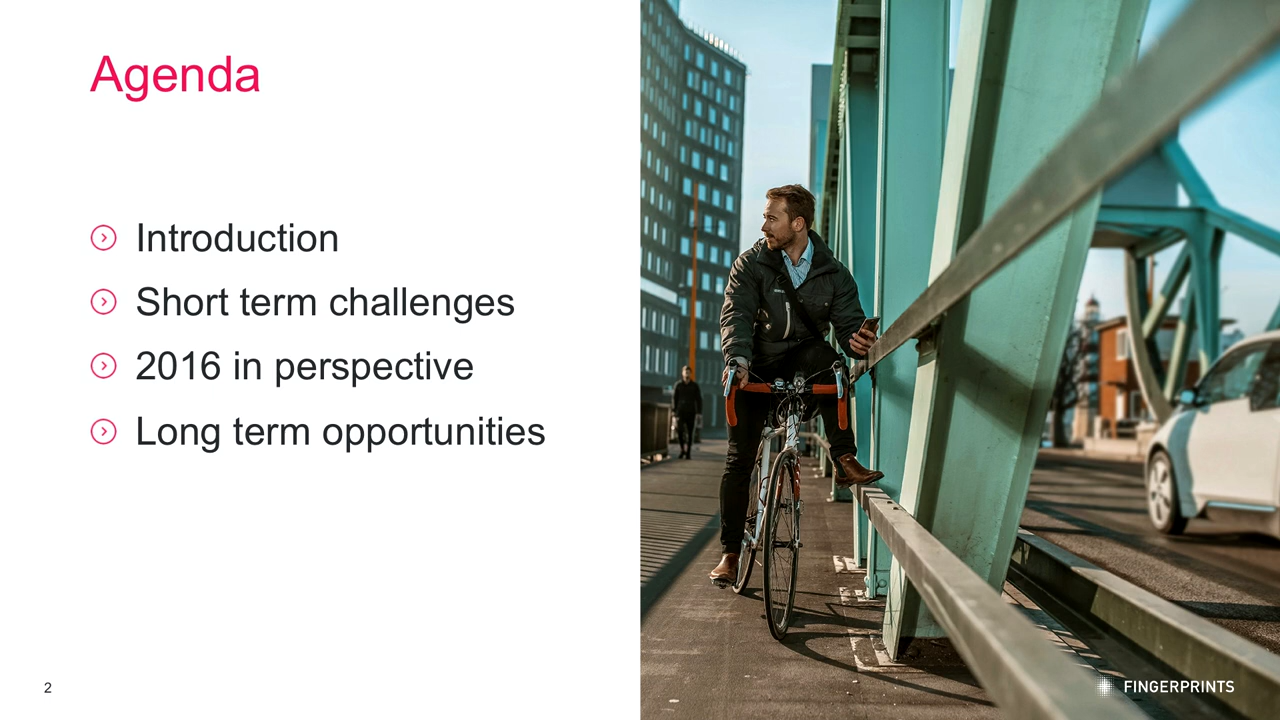 Agenda
Introduction
Short term challenges
2016 in perspective
Long term opportunities
2
FINGERPRINTS